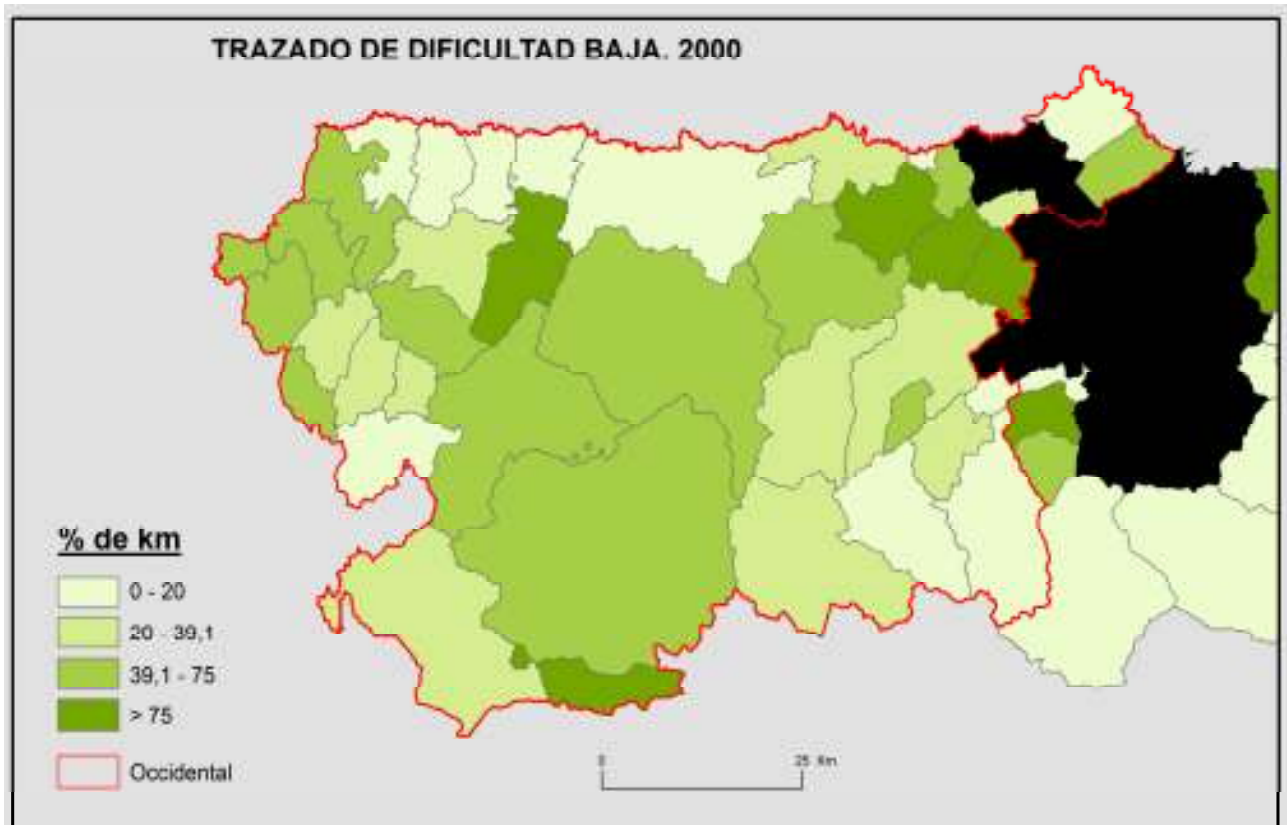 TRAZADO DE DIFICULTAD BAJA. 2000
% de km
0 - 20
20 - 39,1
39,1 - 75
> 75
Occidental
0 25 Km